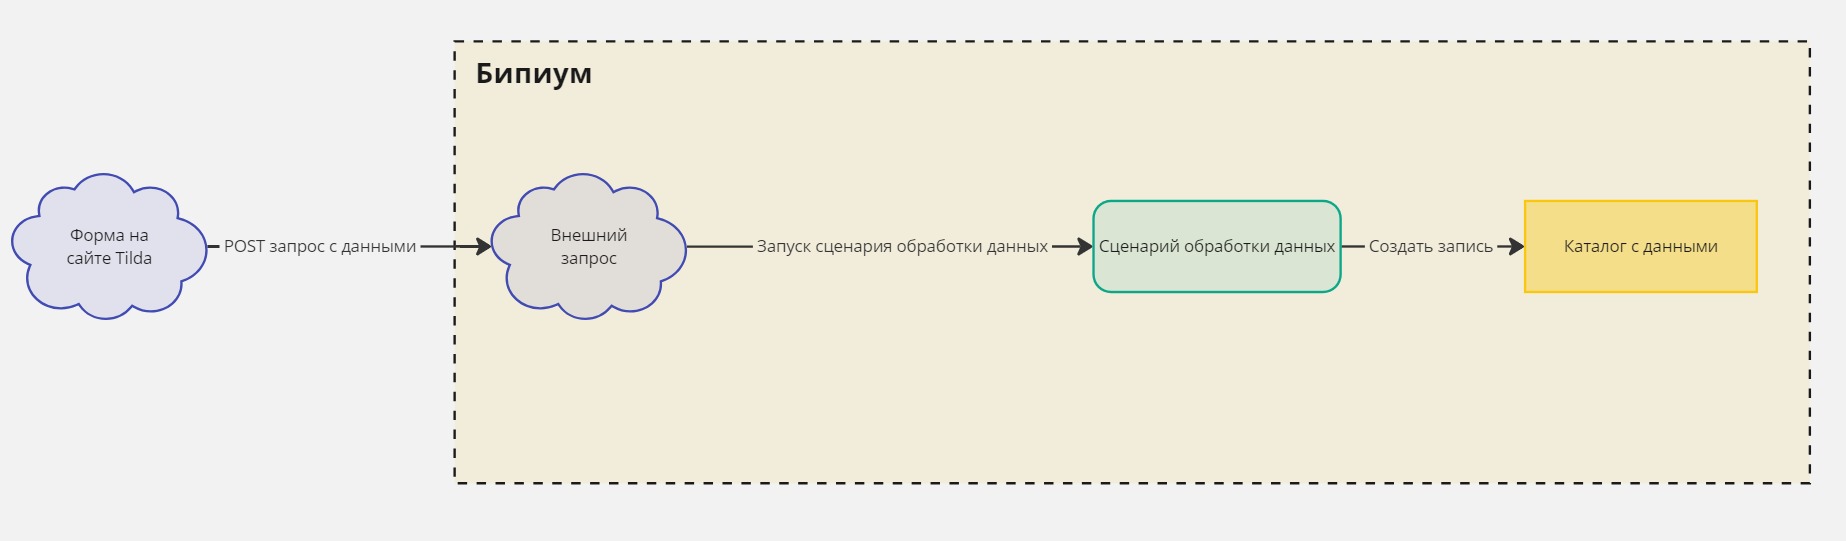 Бипиум
Форма на
сайте Tilda
POST запрос с данными
Внешний
запрос
Запуск сценария обработки данных
Сценарий обработки данных
Создать запись
Каталог с данными